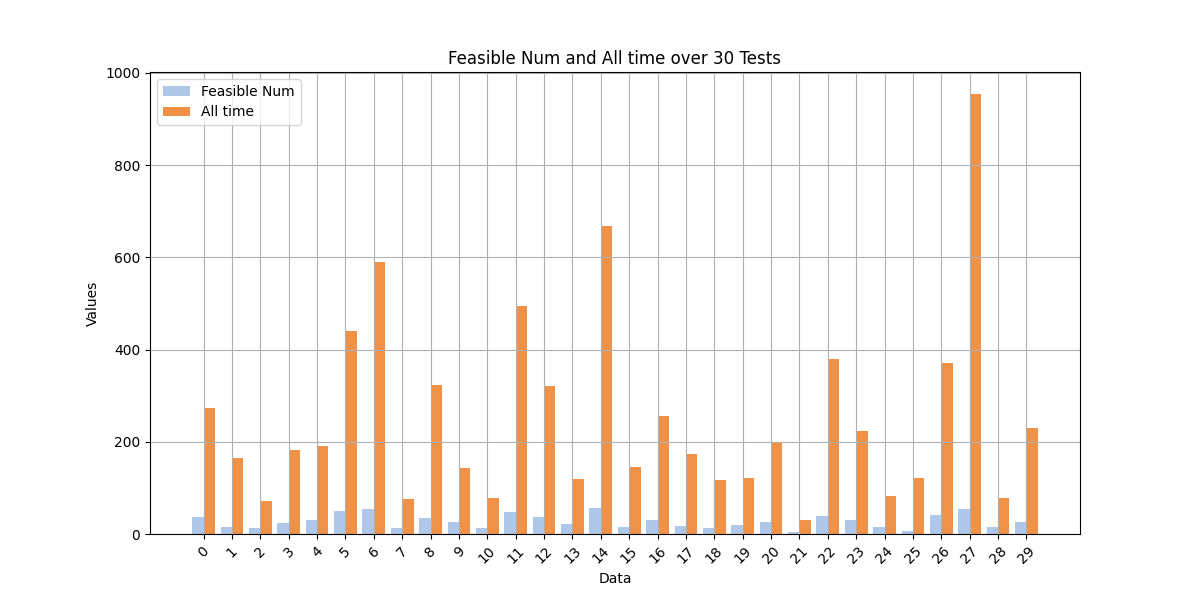 Feasible Num and All time over 30 Tests
1000
800
600
400
200
0
Values
Feasible Num
All time
0 1 2 3 4 5 6 7 8 9 10 11 12 13 14 15 16 17 18 19 20 21 22 23 24 25 26 27 28 29
Data